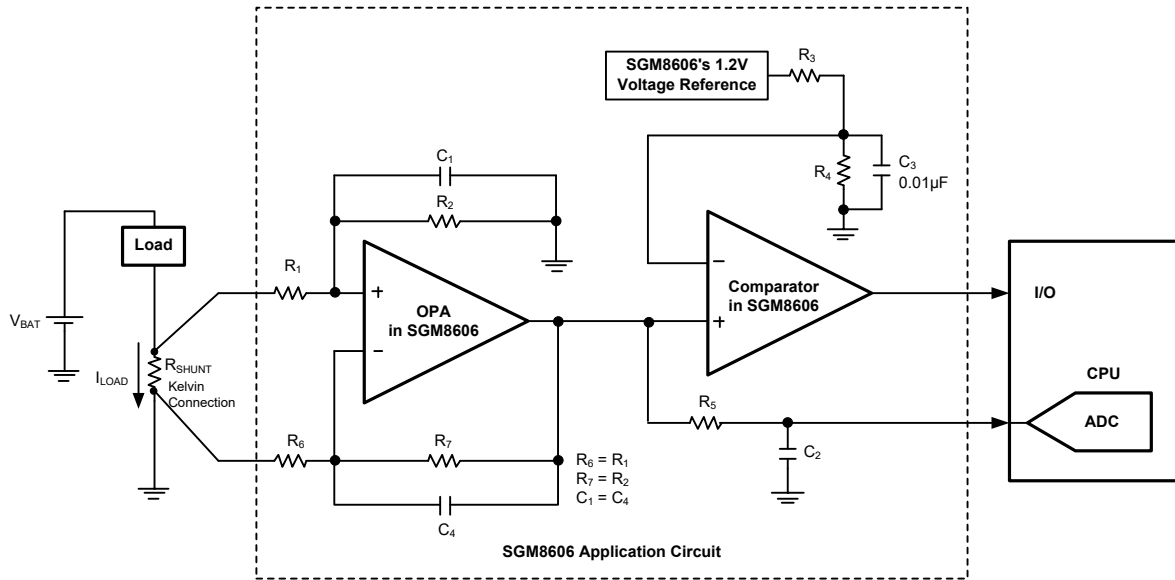 SGM8606's 1.2V
Voltage Reference
R3
C1
R2
R4
C3
0.01µF
Load
R1
+
OPA
in SGM8606
−
−
Comparator
in SGM8606
+
I/O
VBAT
ILOAD
RSHUNT
Kelvin
Connection
CPU
ADC
R5
C2
R6
R7
C4
R6 = R1
R7 = R2
C1 = C4
SGM8606 Application Circuit